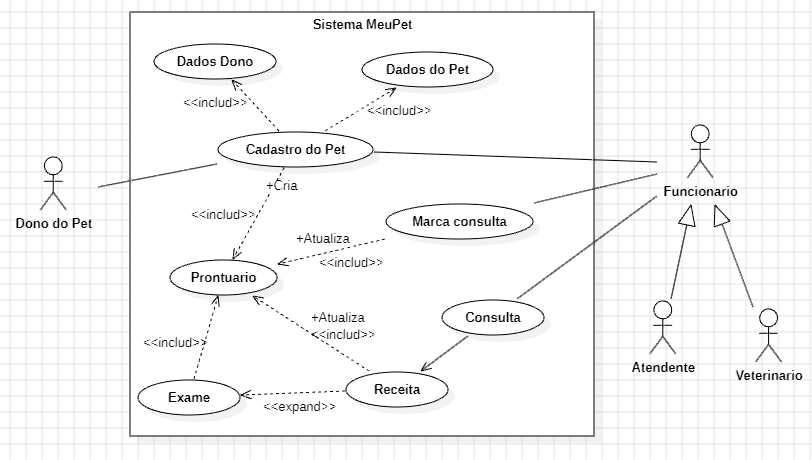 Sistema MeuPet
Dados Dono
Dados do Pet
<<includ>>
<<includ>>
Cadastro do Pet
+Cria
<<includ>>
Dono do Pet
Funcionario
Marca consulta
+Atualiza
<<includ>>
Prontuario
+Atualiza
<<includ>>
Consulta
<<includ>>
Atendente
Veterinario
Exame
Receita
<<expand>>